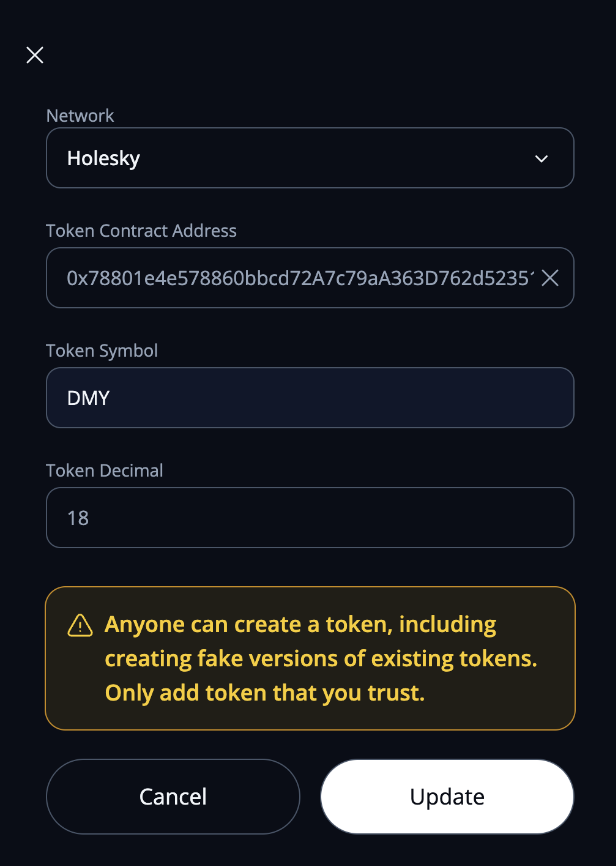 Network
Holesky
Token Contract Address
0x78801e4e578860bbcd72A7c79aA363D762d5235
Token Symbol
DMY
Token Decimal
18
Anyone can create a token, including
creating fake versions of existing tokens.
Only add token that you trust.
Cancel
Update